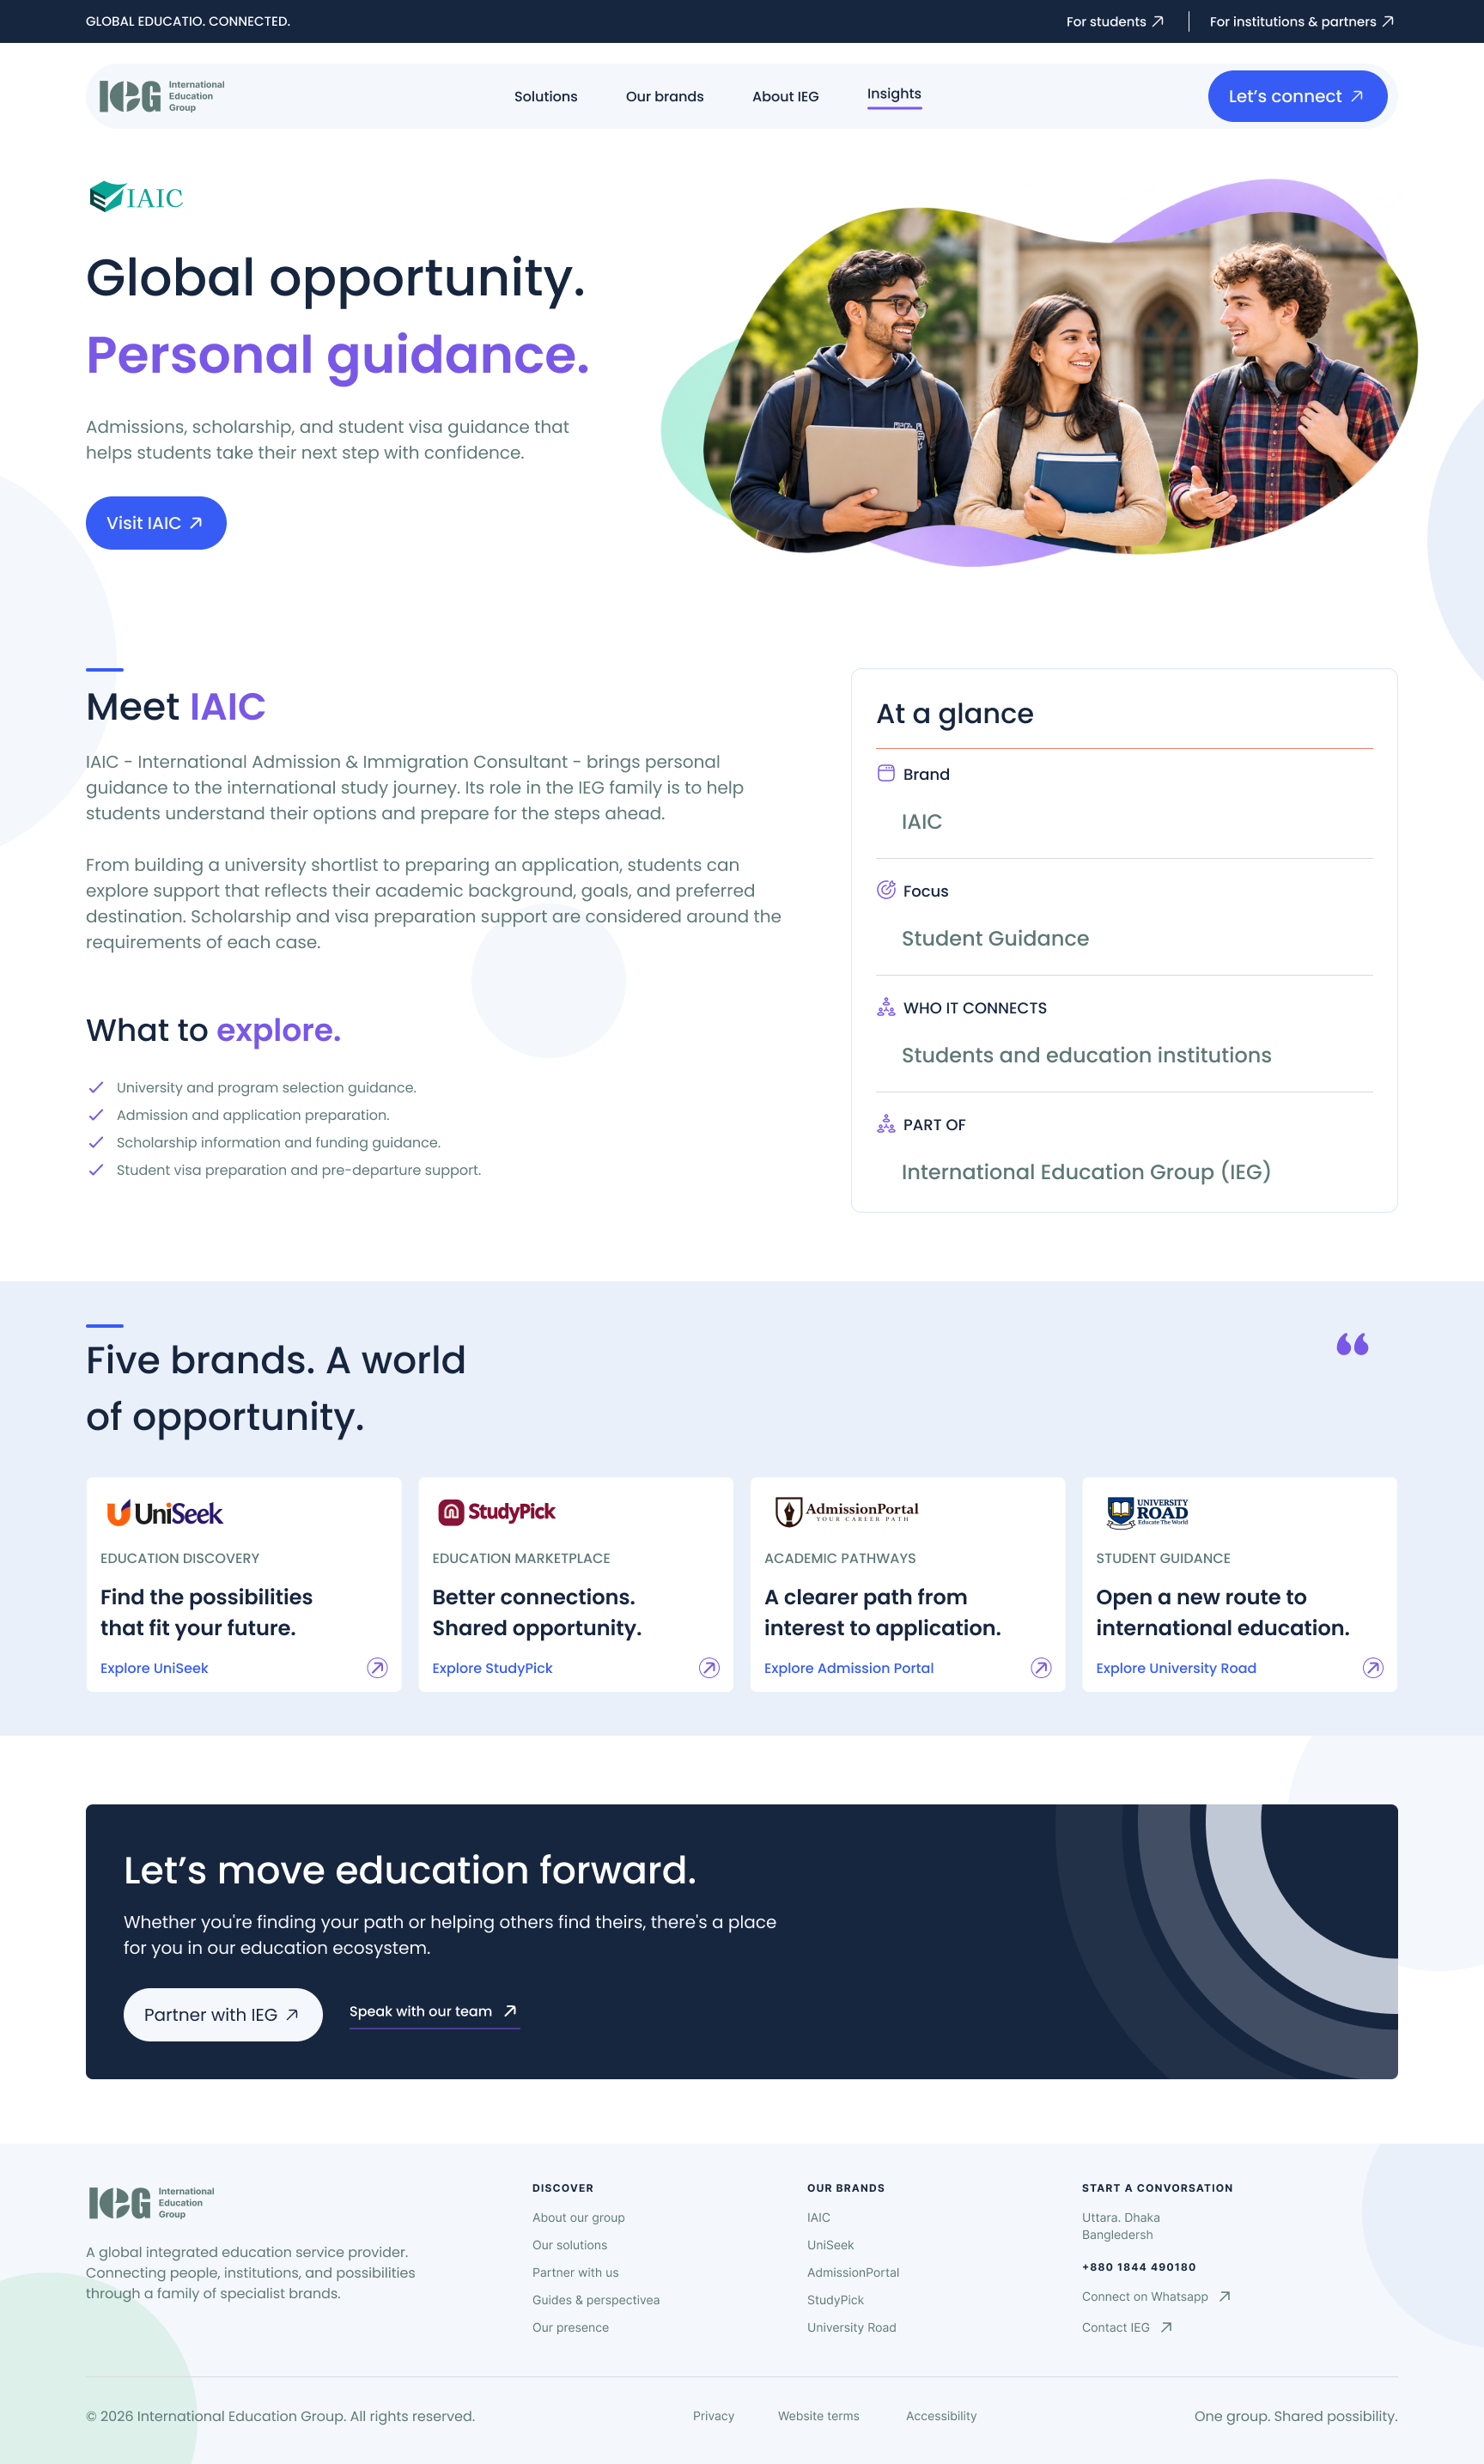 GLOBAL EDUCATIO. CONNECTED.
For students
For institutions & partners
IEG International
Education
Group
Solutions
Our brands
About IEG
Insights
Let's connect
IAIC
Global opportunity.
Personal guidance.
Admissions, scholarship, and student visa guidance that
helps students take their next step with confidence.
Visit IAIC
Meet IAIC
IAIC - International Admission & Immigration Consultant - brings personal
guidance to the international study journey. Its role in the IEG family is to help
students understand their options and prepare for the steps ahead.
From building a university shortlist to preparing an application, students can
explore support that reflects their academic background, goals, and preferred
destination. Scholarship and visa preparation support are considered around the
requirements of each case.
What to explore.
University and program selection guidance.
Admission and application preparation.
Scholarship information and funding guidance.
Student visa preparation and pre-departure support.
At a glance
Brand
IAIC
Focus
Student Guidance
WHO IT CONNECTS
Students and education institutions
PART OF
International Education Group (IEG)
Five brands. A world
of opportunity.
UniSeek
EDUCATION DISCOVERY
Find the possibilities
that fit your future.
Explore UniSeek
StudyPick
EDUCATION MARKETPLACE
Better connections.
Shared opportunity.
Explore StudyPick
AdmissionPortal
YOUR CAREER PATH
ACADEMIC PATHWAYS
A clearer path from
interest to application.
Explore Admission Portal
UNIVERSITY
ROAD
Educate The World
STUDENT GUIDANCE
Open a new route to
international education.
Explore University Road
Let's move education forward.
Whether you're finding your path or helping others find theirs, there's a place
for you in our education ecosystem.
Partner with IEG
Speak with our team
IEG International
Education
Group
A global integrated education service provider.
Connecting people, institutions, and possibilities
through a family of specialist brands.
DISCOVER
About our group
Our solutions
Partner with us
Guides & perspectivea
Our presence
OUR BRANDS
IAIC
UniSeek
AdmissionPortal
StudyPick
University Road
START A CONVERSATION
Uttara. Dhaka
Bangledersh
+880 1844 490180
Connect on Whatsapp
Contact IEG
© 2026 International Education Group. All rights reserved.
Privacy
Website terms
Accessibility
One group. Shared possibility.